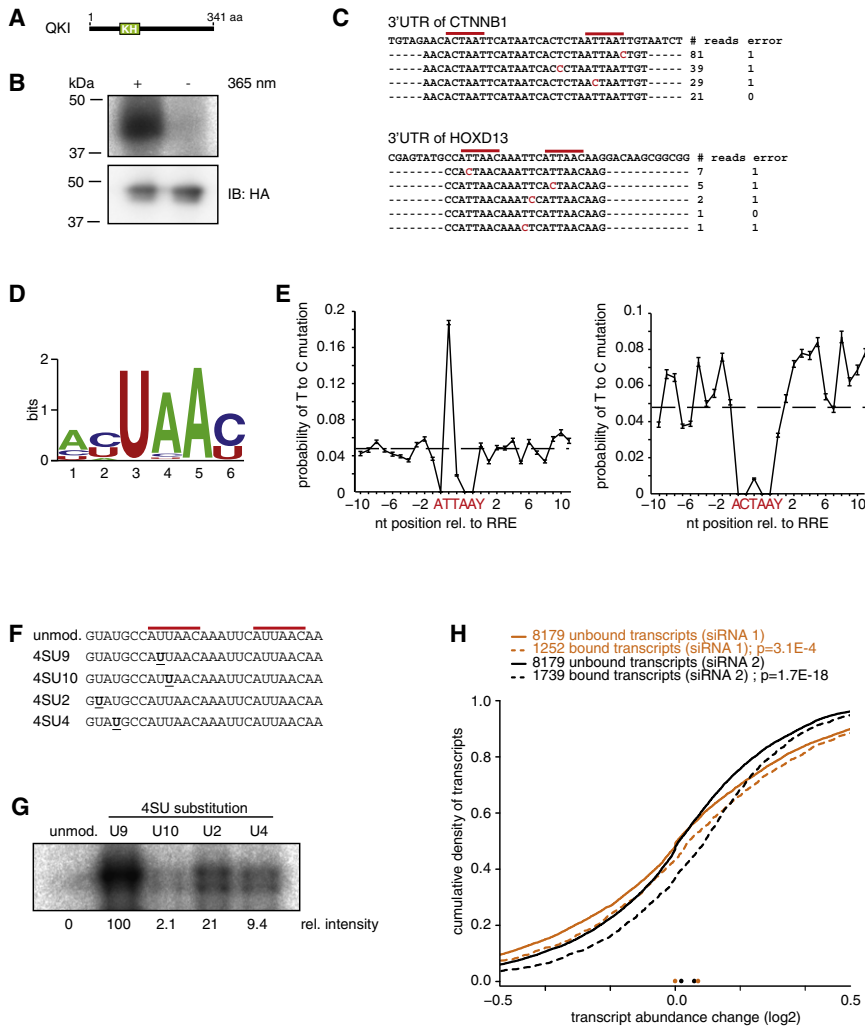 A
1
341 aa
QKI
KH
B
kDa
+ -
365 nm
50
37
50
IB: HA
37
C
3'UTR of CTNNB1
TGTAGAACACTAATTCATAATCACTCTAATTAATTGTAATCT # reads error
-----AACACTAATTCATAATCACTCTAATTAATCTGT------ 81 1
-----AACACTAATTCATAATCACCCTAATTAATTGT------ 39 1
-----AACACTAATTCATAATCACTCTAACTAATTGT------ 29 1
-----AACACTAATTCATAATCACTCTAATTAATTGT------ 21 0
3'UTR of HOXD13
CGAGTATGCCATTAACAAATTCATTAACAAGGACAAGCGGCGG # reads error
--------CCACTAACAAATTCATTAACAAG------------ 7 1
--------CCATTAACAAATTCACTAACAAG------------ 5 1
--------CCATTAACAAATCCATTAACAAG------------ 2 1
--------CCATTAACAAATTCATTAACAAG------------ 1 0
--------CCATTAACAAACTCATTAACAAG------------ 1 1
D
2
bits
1
0
ACUAAC
1 2 3 4 5 6
E
probability of T to C mutation
0.2
0.16
0.12
0.08
0.04
0
-10 -6 -2 ATTAAY 2 6 10
nt position rel. to RRE
probability of T to C mutation
0.1
0.08
0.06
0.04
0.02
0
-10 -6 -2 ACTAAY 2 6 10
nt position rel. to RRE
F
unmod. GUAUGCCAUUAACAAAUUCAUUAACAA
4SU9 GUAUGCCAUUAACAAAUUCAUUAACAA
4SU10 GUAUGCCAUUAACAAAUUCAUUAACAA
4SU2 GUAUGCCAUUAACAAAUUCAUUAACAA
4SU4 GUAUGCCAUUAACAAAUUCAUUAACAA
G
4SU substitution
unmod. U9 U10 U2 U4
0 100 2.1 21 9.4 rel. intensity
H
8179 unbound transcripts (siRNA 1)
1252 bound transcripts (siRNA 1); p=3.1E-4
8179 unbound transcripts (siRNA 2)
1739 bound transcripts (siRNA 2) ; p=1.7E-18
cumulative density of transcripts
1.0
0.8
0.6
0.4
0.2
0.0
-0.5 0.0 0.5
transcript abundance change (log2)